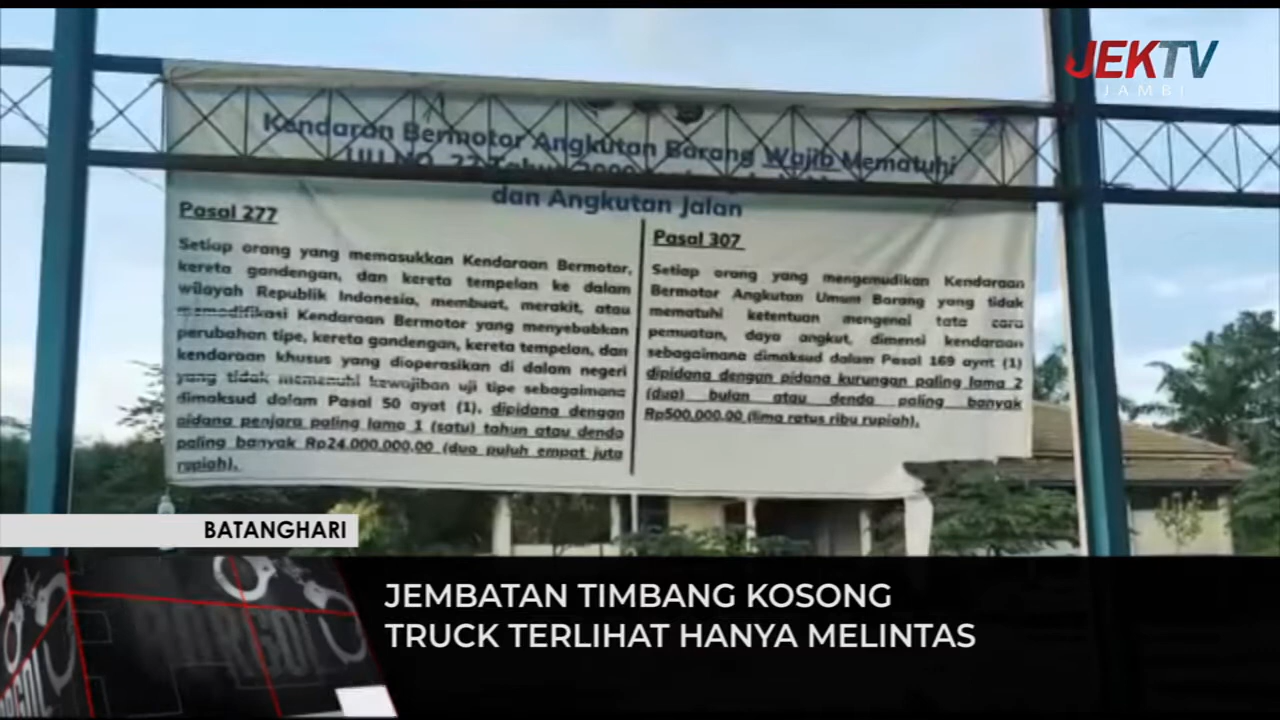 JEKTV
JAMBI
Kendaran Bermotor Angkutan Barang Wajib Mematuhi
UU NO. 22 Tahun 2009
dan Angkutan Jalan
Pasal 277
Setiap orang yang memasukkan Kendaraan Bermotor,
kereta gandengan, dan kereta tempelan ke dalam
wilayah Republik Indonesia, membuat, merakit, atau
memodifikasi Kendaraan Bermotor yang menyebabkan
perubahan tipe, kereta gandengan, kereta tempelan, dan
kendaraan khusus yang dioperasikan di dalam negeri
yang tidak memenuhi kewajiban uji tipe sebagaimana
dimaksud dalam Pasal 50 ayat (1), dipidana dengan
pidana penjara paling lama 1 (satu) tahun atau denda
paling banyak Rp24.000.000,00 (dua puluh empat juta
rupiah).
Pasal 307
Setiap orang yang mengemudikan Kendaraan
Bermotor Angkutan Umum Barang yang tidak
mematuhi ketentuan mengenai tata cara
pemuatan, daya angkut, dimensi kendaraan
sebagaimana dimaksud dalam Pasal 169 ayat (1)
dipidana dengan pidana kurungan paling lama 2
(dua) bulan atau denda paling banyak
Rp500,000,00 (lima ratus ribu rupiah).
BATANGHARI
JEMBATAN TIMBANG KOSONG
TRUCK TERLIHAT HANYA MELINTAS